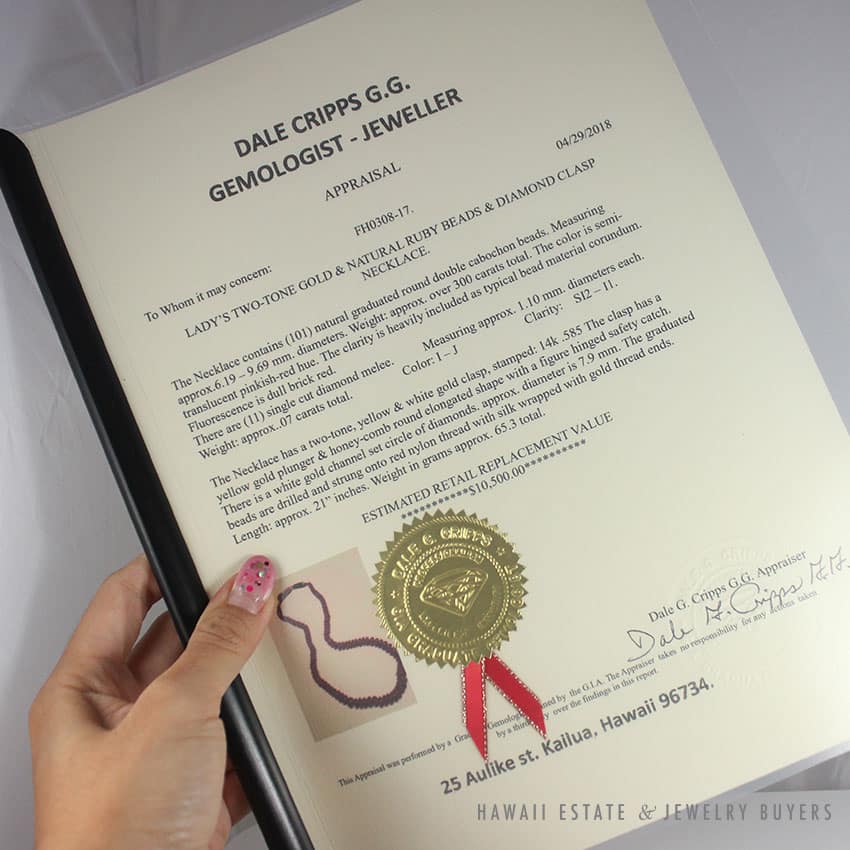 DALE CRIPPS G.G.
GEMOLOGIST - JEWELLER
APPRAISAL
04/29/2018
FH0308-17.
To Whom it may concern:
LADY'S TWO-TONE GOLD & NATURAL RUBY BEADS & DIAMOND CLASP
NECKLACE.
The Necklace contains (101) natural graduated round double cabochon beads. Measuring
approx.6.19 – 9.69 mm. diameters. Weight: approx. over 300 carats total. The color is semi-
translucent pinkish-red hue. The clarity is heavily included as typical bead material corundum.
Fluorescence is dull brick red.
There are (11) single cut diamond melee. Measuring approx. 1.10 mm. diameters each.
Weight: approx..07 carats total. Color: I – J Clarity: SI2 – I1.
The Necklace has a two-tone, yellow & white gold clasp, stamped: 14k .585 The clasp has a
yellow gold plunger & honey-comb round elongated shape with a figure hinged safety catch.
There is a white gold channel set circle of diamonds. approx. diameter is 7.9 mm. The graduated
beads are drilled and strung onto red nylon thread with silk wrapped with gold thread ends.
Length: approx. 21" inches. Weight in grams approx. 65.3 total.
ESTIMATED RETAIL REPLACEMENT VALUE
***********$10,500.00**********
DALE G CRIPPS
Dale G. Cripps G.G. Appraiser
Dale G. Cripps G.G.
This Appraisal was performed by a Gemologist by the G.I.A. The Appraiser takes no responsibility for any actions taken
by a third over the findings in this report.
25 Aulike st. Kailua, Hawaii 96734.
HAWAII ESTATE & JEWELRY BUYERS